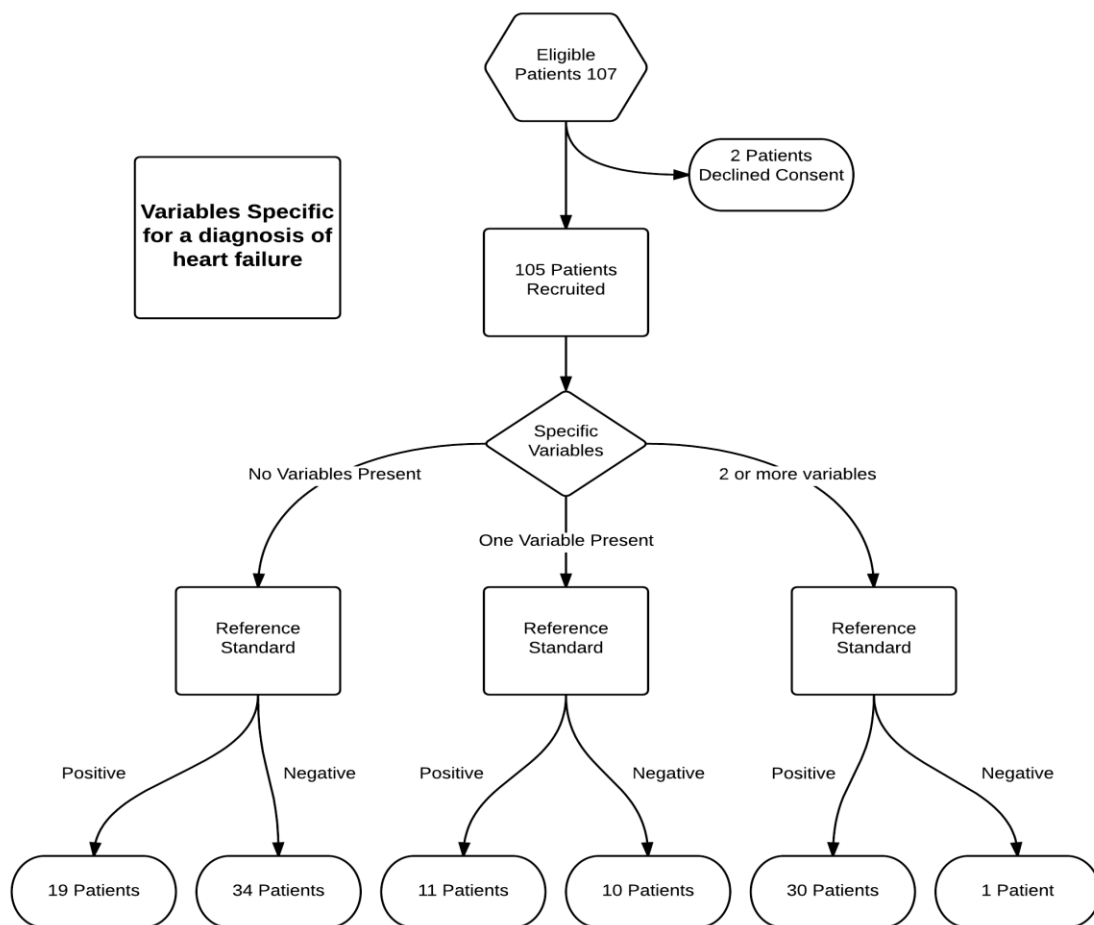 Eligible
Patients 107
2 Patients
Declined Consent
Variables Specific
for a diagnosis of
heart failure
105 Patients
Recruited
Specific
Variables
No Variables Present
2 or more variables
One Variable Present
Reference
Standard
Reference
Standard
Reference
Standard
Positive
Negative
Positive
Negative
Positive
Negative
19 Patients
34 Patients
11 Patients
10 Patients
30 Patients
1 Patient